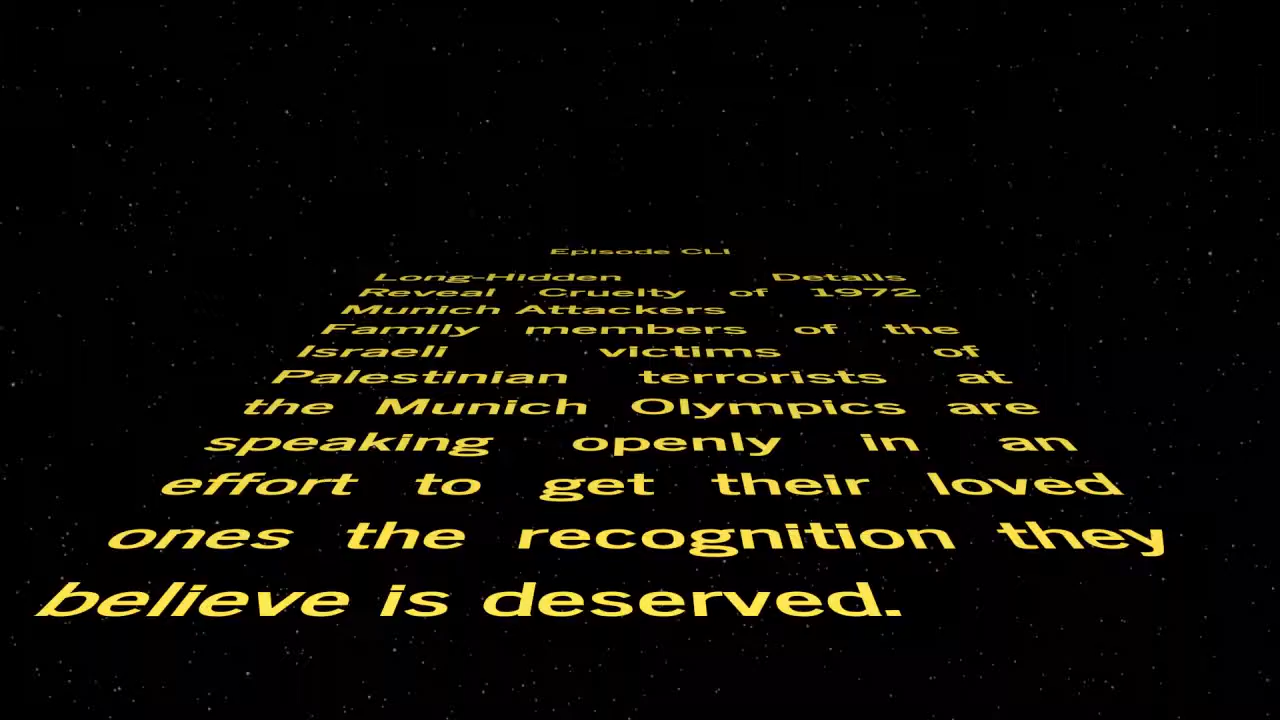 Episode CLI
Long-Hidden Details
Reveal Cruelty of 1972
Munich Attackers
Family members of the
Israeli victims of
Palestinian terrorists at
the Munich Olympics are
speaking openly in an
effort to get their loved
ones the recognition they
believe is deserved.